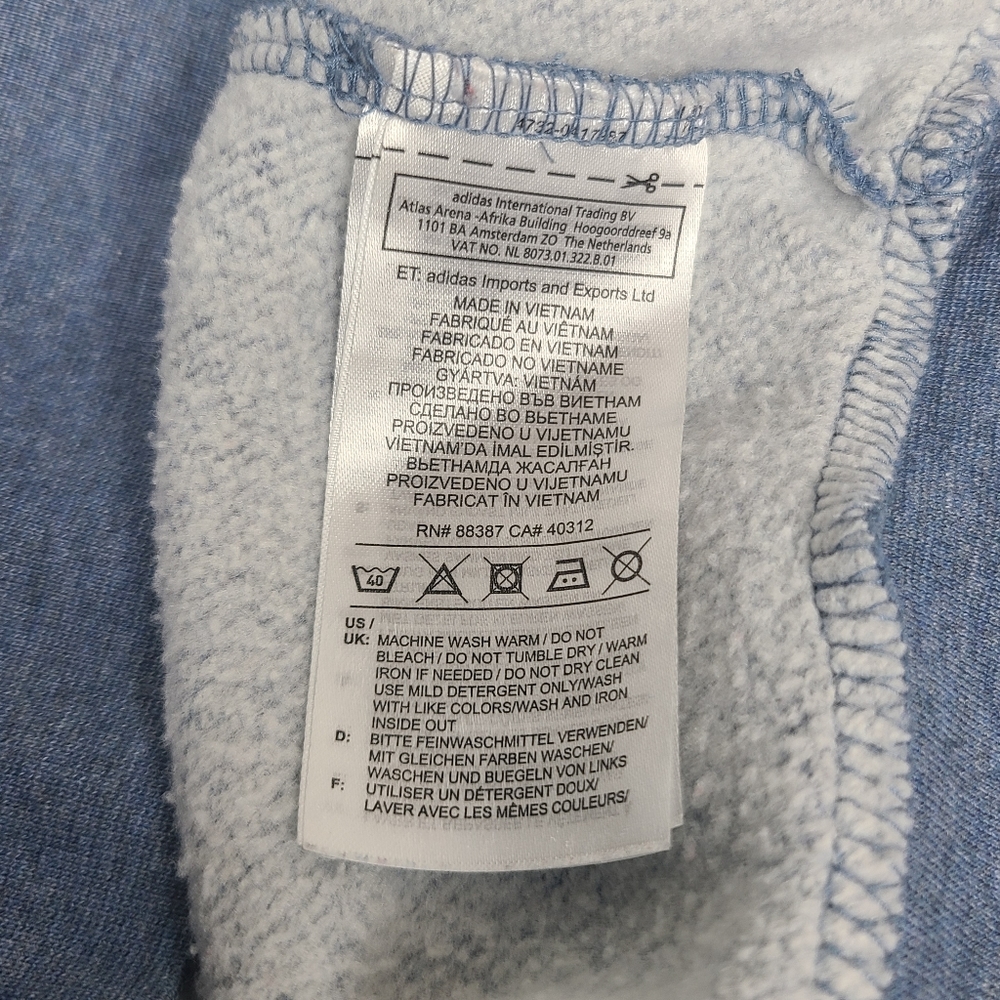 adidas International Trading BV
Atlas Arena -Afrika Building Hoogoorddreef 9a
1101 BA Amsterdam ZO The Netherlands
VAT NO. NL 8073.01.322.B.01
ET: adidas Imports and Exports Ltd
MADE IN VIETNAM
FABRIQUÉ AU VIÊTNAM
FABRICADO EN VIETNAM
FABRICADO NO VIETNAME
GYÁRTVA: VIETNÁM
ПРОИЗВЕДЕНО ВЪВ ВИЕТНАМ
СДЕЛАНО ВО ВЬЕТНАМЕ
PROIZVEDENO U VIJETNAMU
VIETNAM'DA İMAL EDİLMİŞTİR.
ВЬЕТНАМДА ЖАСАЛҒАН
PROIZVEDENO U VIJETNAMU
FABRICAT ÎN VIETNAM
RN# 88387 CA# 40312
40
US /
UK: MACHINE WASH WARM / DO NOT
BLEACH / DO NOT TUMBLE DRY / WARM
IRON IF NEEDED / DO NOT DRY CLEAN
USE MILD DETERGENT ONLY/WASH
WITH LIKE COLORS/WASH AND IRON
INSIDE OUT
D: BITTE FEINWASCHMITTEL VERWENDEN/
MIT GLEICHEN FARBEN WASCHEN/
WASCHEN UND BUEGELN VON LINKS
F: UTILISER UN DÉTERGENT DOUX/
LAVER AVEC LES MÊMES COULEURS/